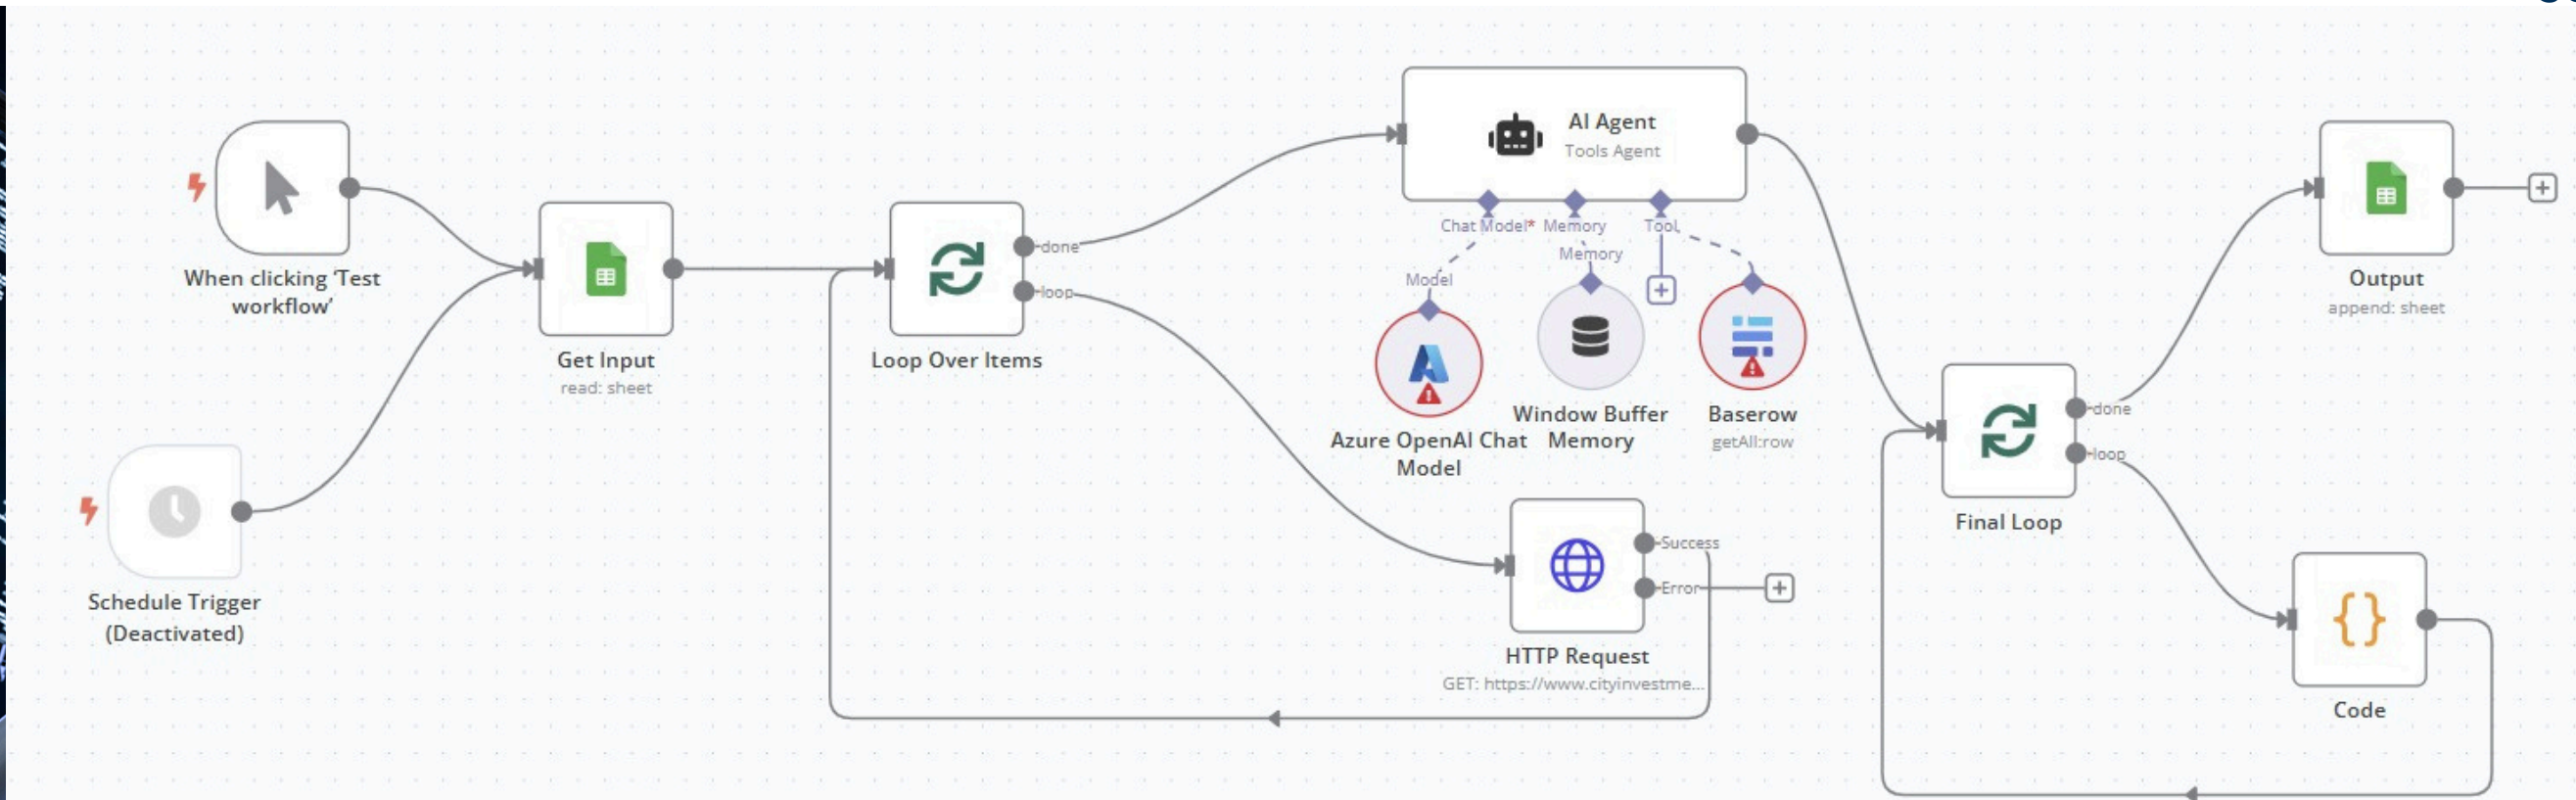 When clicking ‘Test
workflow’
Schedule Trigger
(Deactivated)
Get Input
read: sheet
Loop Over Items
done
loop
AI Agent
Tools Agent
Chat Model*
Memory
Tool
Model
Memory
Azure OpenAI Chat
Model
Window Buffer
Memory
Baserow
getAll:row
HTTP Request
GET: https://www.cityinvestme...
Success
Error
Final Loop
done
loop
Code
Output
append: sheet